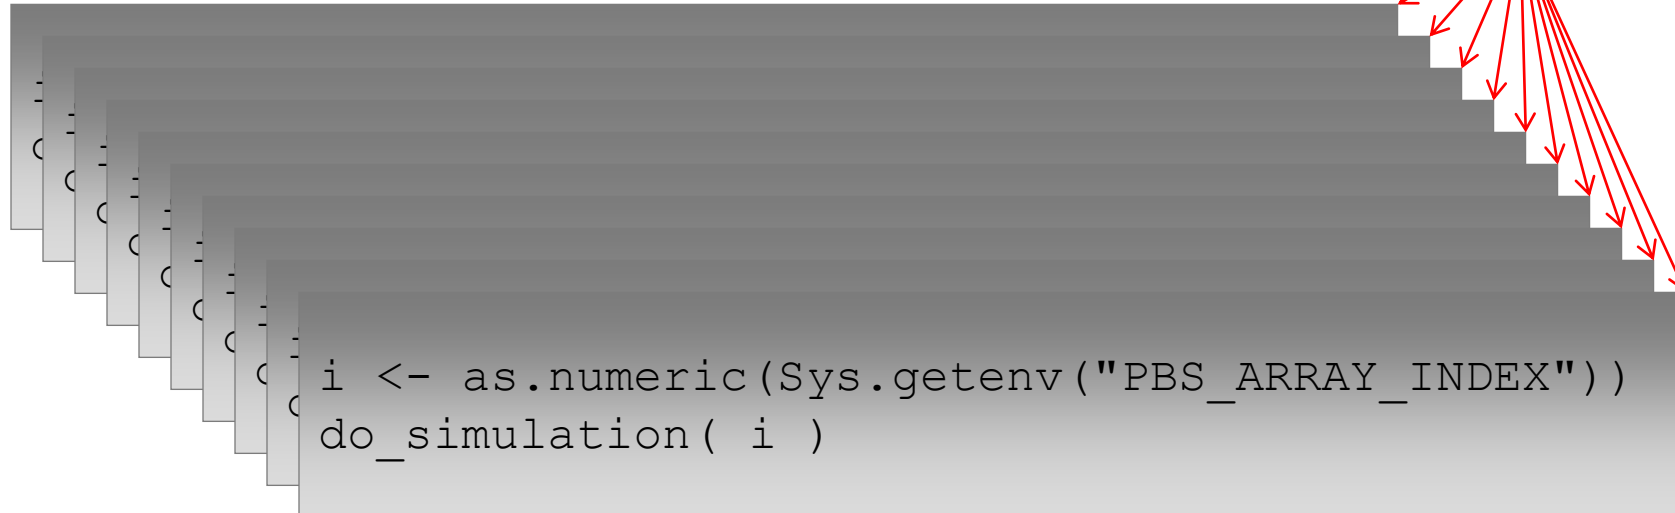 i <- as.numeric(Sys.getenv("PBS_ARRAY_INDEX"))
do_simulation( i )